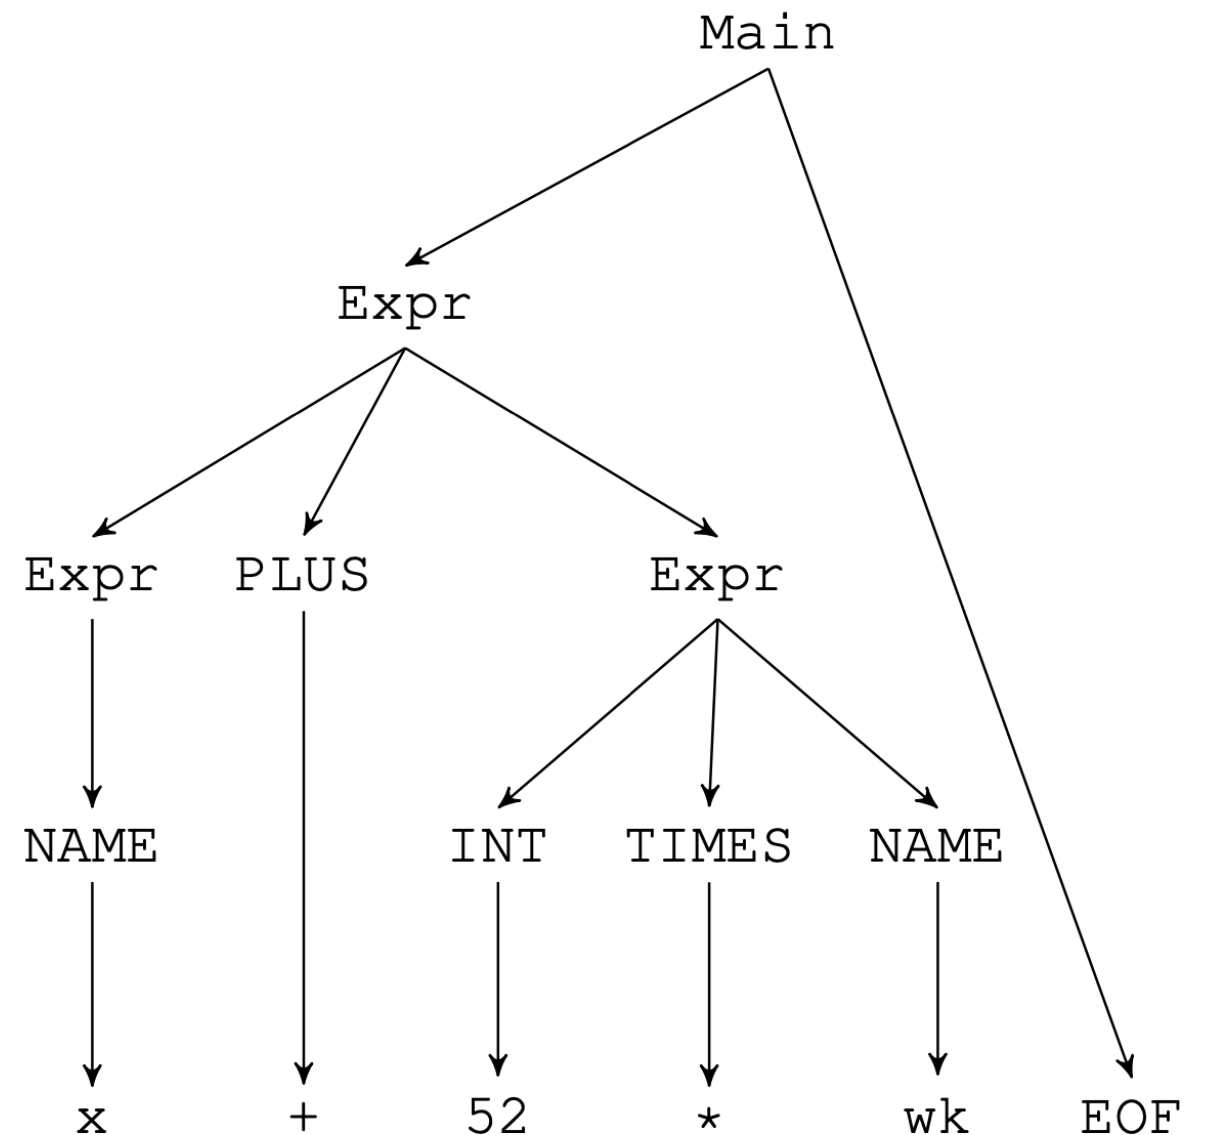 Main
Expr
Expr PLUS Expr
NAME INT TIMES NAME
x + 52 * wk EOF